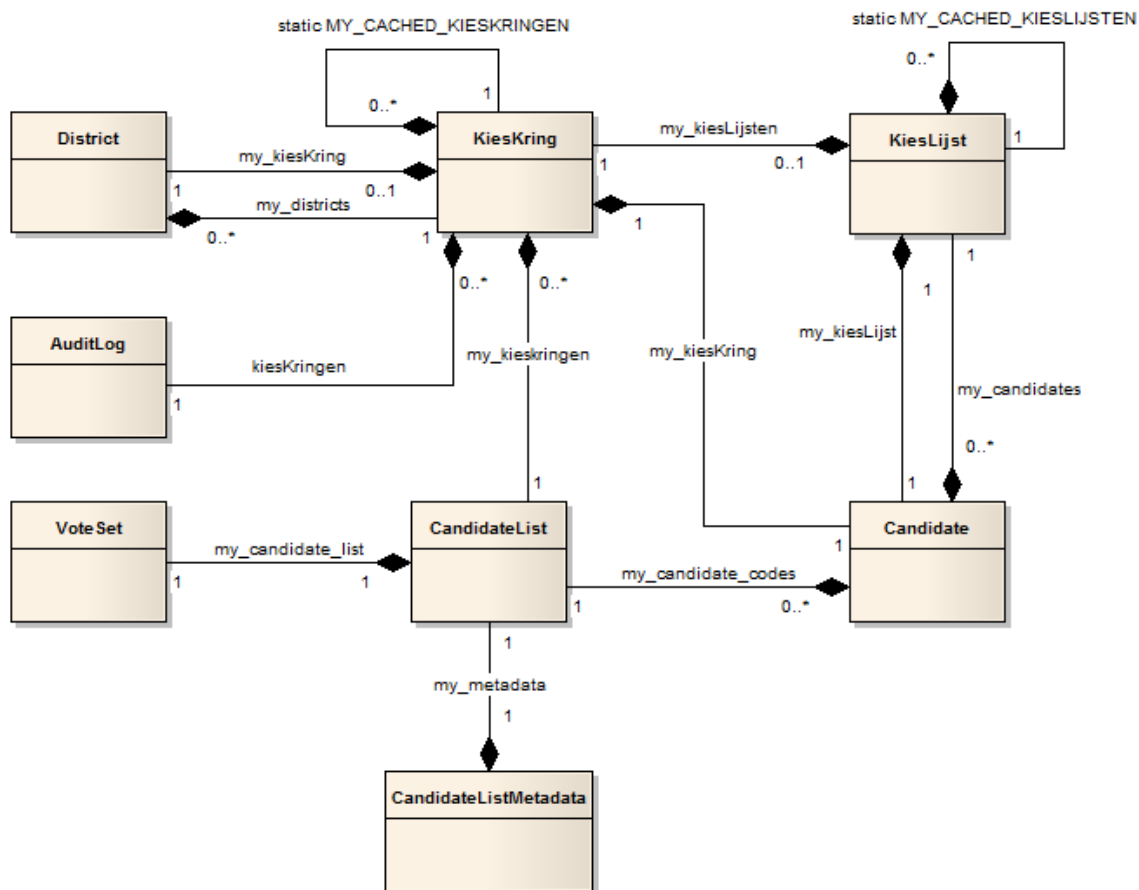 static MY_CACHED_KIESKRINGEN
static MY_CACHED_KIESLIJSTEN
0..*
1
0..*
1
District
KiesKring
KiesLijst
my_kiesKring
1
0..1
my_kiesLijsten
1
0..1
my_districts
0..*
1
1
0..*
0..*
1
1
AuditLog
kiesKringen
1
my_kieskringen
1
my_kiesKring
1
my_kiesLijst
1
my_candidates
0..*
VoteSet
CandidateList
Candidate
my_candidate_list
1
1
my_candidate_codes
1
0..*
1
my_metadata
1
CandidateListMetadata